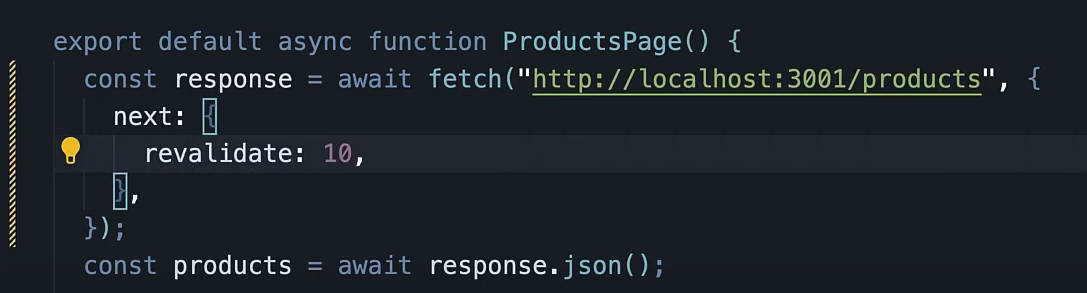 export default async function ProductsPage() {
const response = await fetch("http://localhost:3001/products", {
next: {
revalidate: 10,
},
});
const products = await response.json();